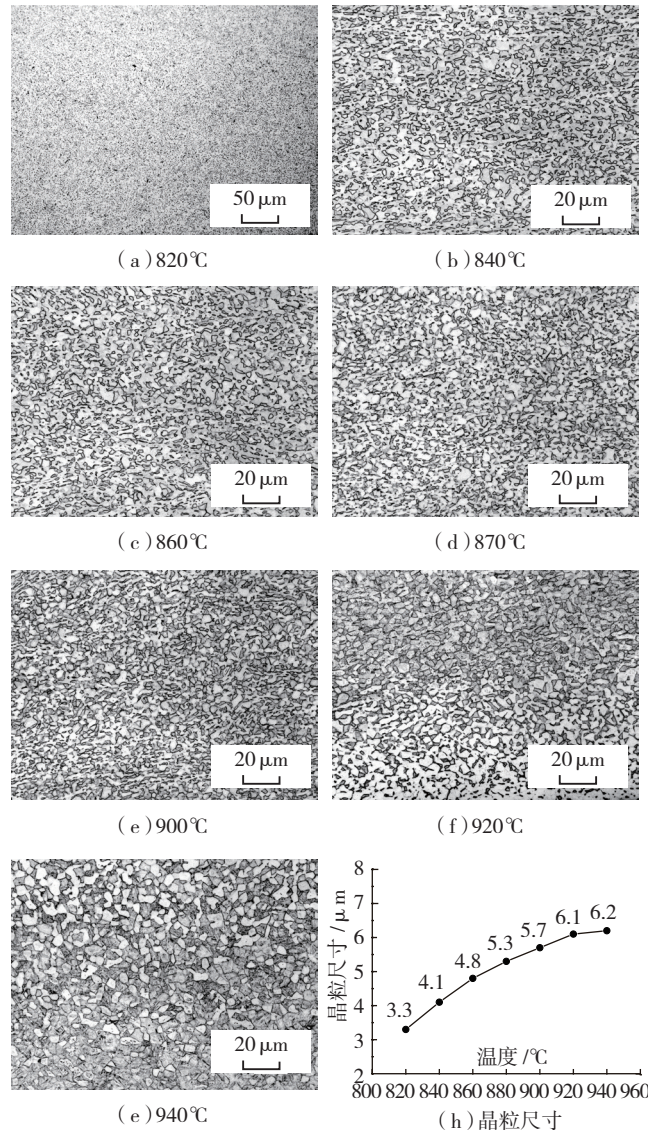 50 μm
20 μm
(a)820℃
(b)840℃
20 μm
20 μm
(c)860℃
(d)870℃
20 μm
20 μm
(e)900℃
(f)920℃
20 μm
(e)940℃
晶粒尺寸/μm
8
7
6
5
4
3
2
3.3
4.1
4.8
5.3
5.7
6.1
6.2
温度/℃
800 820 840 860 880 900 920 940 960
(h)晶粒尺寸